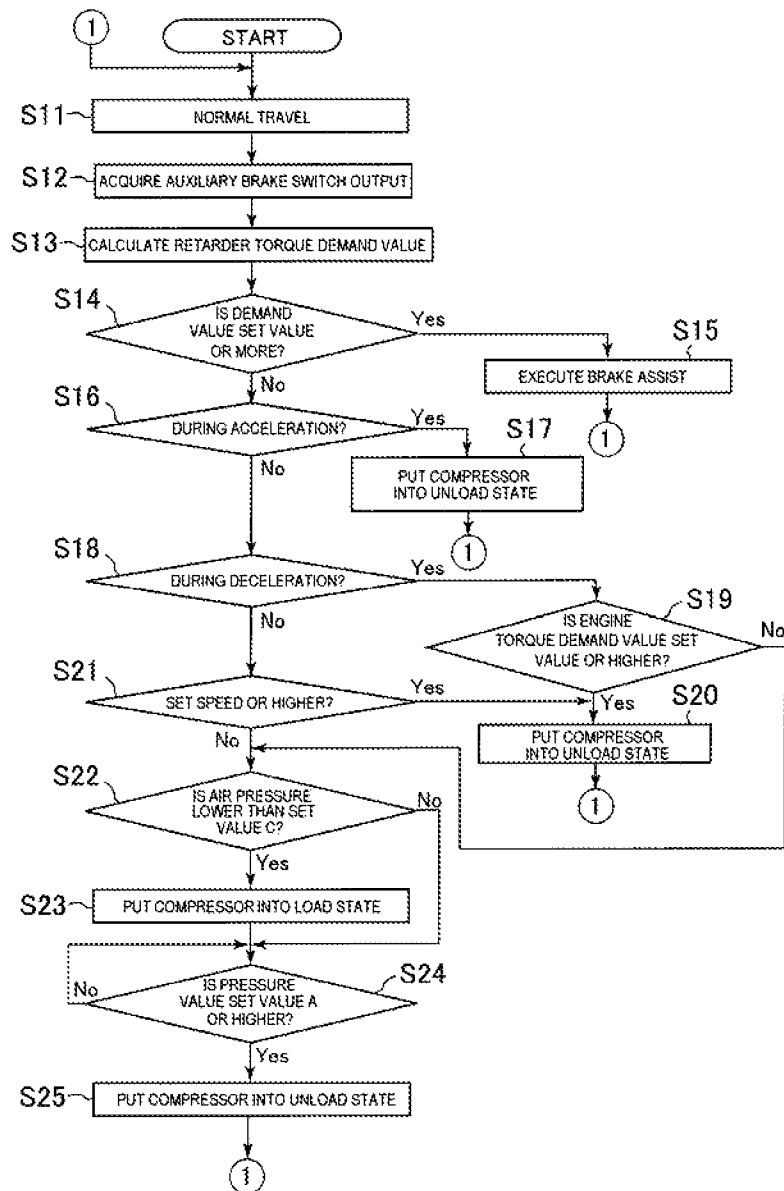 1
START
S11
NORMAL TRAVEL
S12
ACQUIRE AUXILIARY BRAKE SWITCH OUTPUT
S13
CALCULATE RETARDER TORQUE DEMAND VALUE
S14
IS DEMAND
VALUE SET VALUE
OR MORE?
Yes
No
S15
EXECUTE BRAKE ASSIST
1
S16
DURING ACCELERATION?
Yes
No
S17
PUT COMPRESSOR
INTO UNLOAD STATE
1
S18
DURING DECELERATION?
Yes
No
S19
IS ENGINE
TORQUE DEMAND VALUE SET
VALUE OR HIGHER?
No
Yes
S21
SET SPEED OR HIGHER?
Yes
No
S20
PUT COMPRESSOR
INTO UNLOAD STATE
1
S22
IS AIR PRESSURE
LOWER THAN SET
VALUE C?
No
Yes
S23
PUT COMPRESSOR INTO LOAD STATE
S24
IS PRESSURE
VALUE SET VALUE A
OR HIGHER?
No
Yes
S25
PUT COMPRESSOR INTO UNLOAD STATE
1